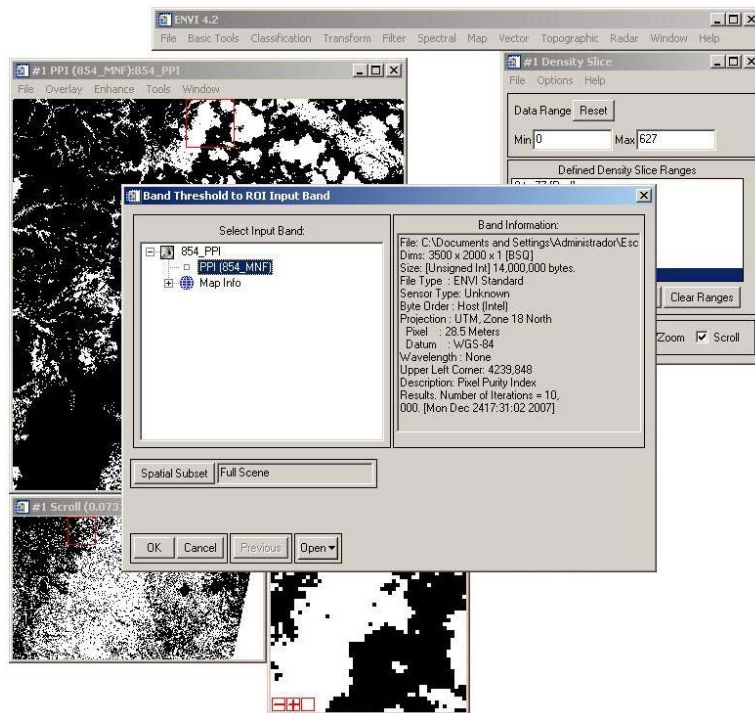 ENVI 4.2
File Basic Tools Classification Transform Filter Spectral Map Vector Topographic Radar Window Help
#1 PPI (854_MNF):854_PPI
File Overlay Enhance Tools Window
#1 Density Slice
File Options Help
Data Range Reset
Min 0 Max 627
Defined Density Slice Ranges
Clear Ranges
Zoom Scroll
Band Threshold to ROI Input Band
Select Input Band:
854_PPI
PPI (854_MNF)
Map Info
Band Information:
File: C:\Documents and Settings\Administrador\Esc
Dims: 3500 x 2000 x 1 [BSQ]
Size: [Unsigned Int] 14,000,000 bytes.
File Type : ENVI Standard
Sensor Type: Unknown
Byte Order : Host (Intel)
Projection : UTM, Zone 18 North
Pixel : 28.5 Meters
Datum : WGS-84
Wavelength : None
Upper Left Corner: 4239,848
Description: Pixel Purity Index
Results. Number of Iterations = 10,
000. [Mon Dec 2417:31:02 2007]
Spatial Subset Full Scene
OK Cancel Previous Open
#1 Scroll (0.073